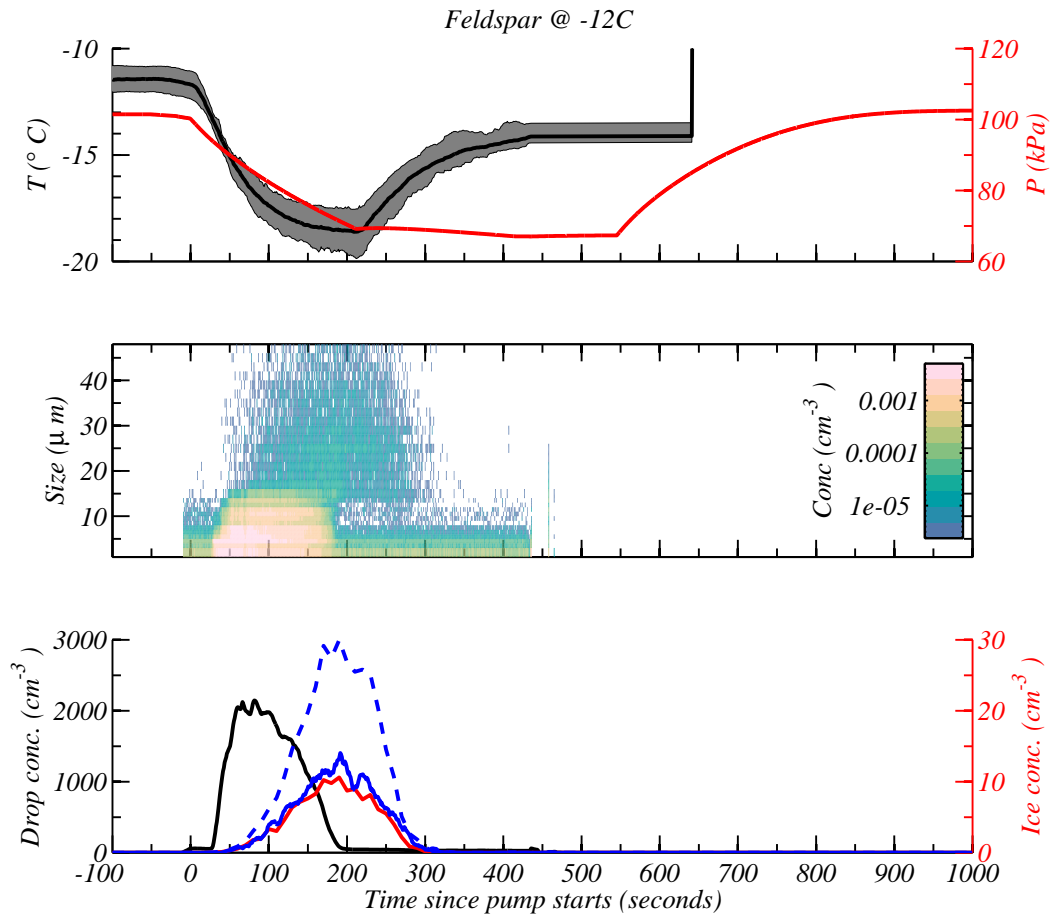 Feldspar @ -12C
-10
-15
-20
T (° C)
120
100
80
60
P (kPa)
40
30
20
10
Size (μ m)
Conc (cm-3)
0.001
0.0001
1e-05
3000
2000
1000
0
Drop conc. (cm-3)
30
20
10
0
Ice conc. (cm-3)
-100 0 100 200 300 400 500 600 700 800 900 1000
Time since pump starts (seconds)